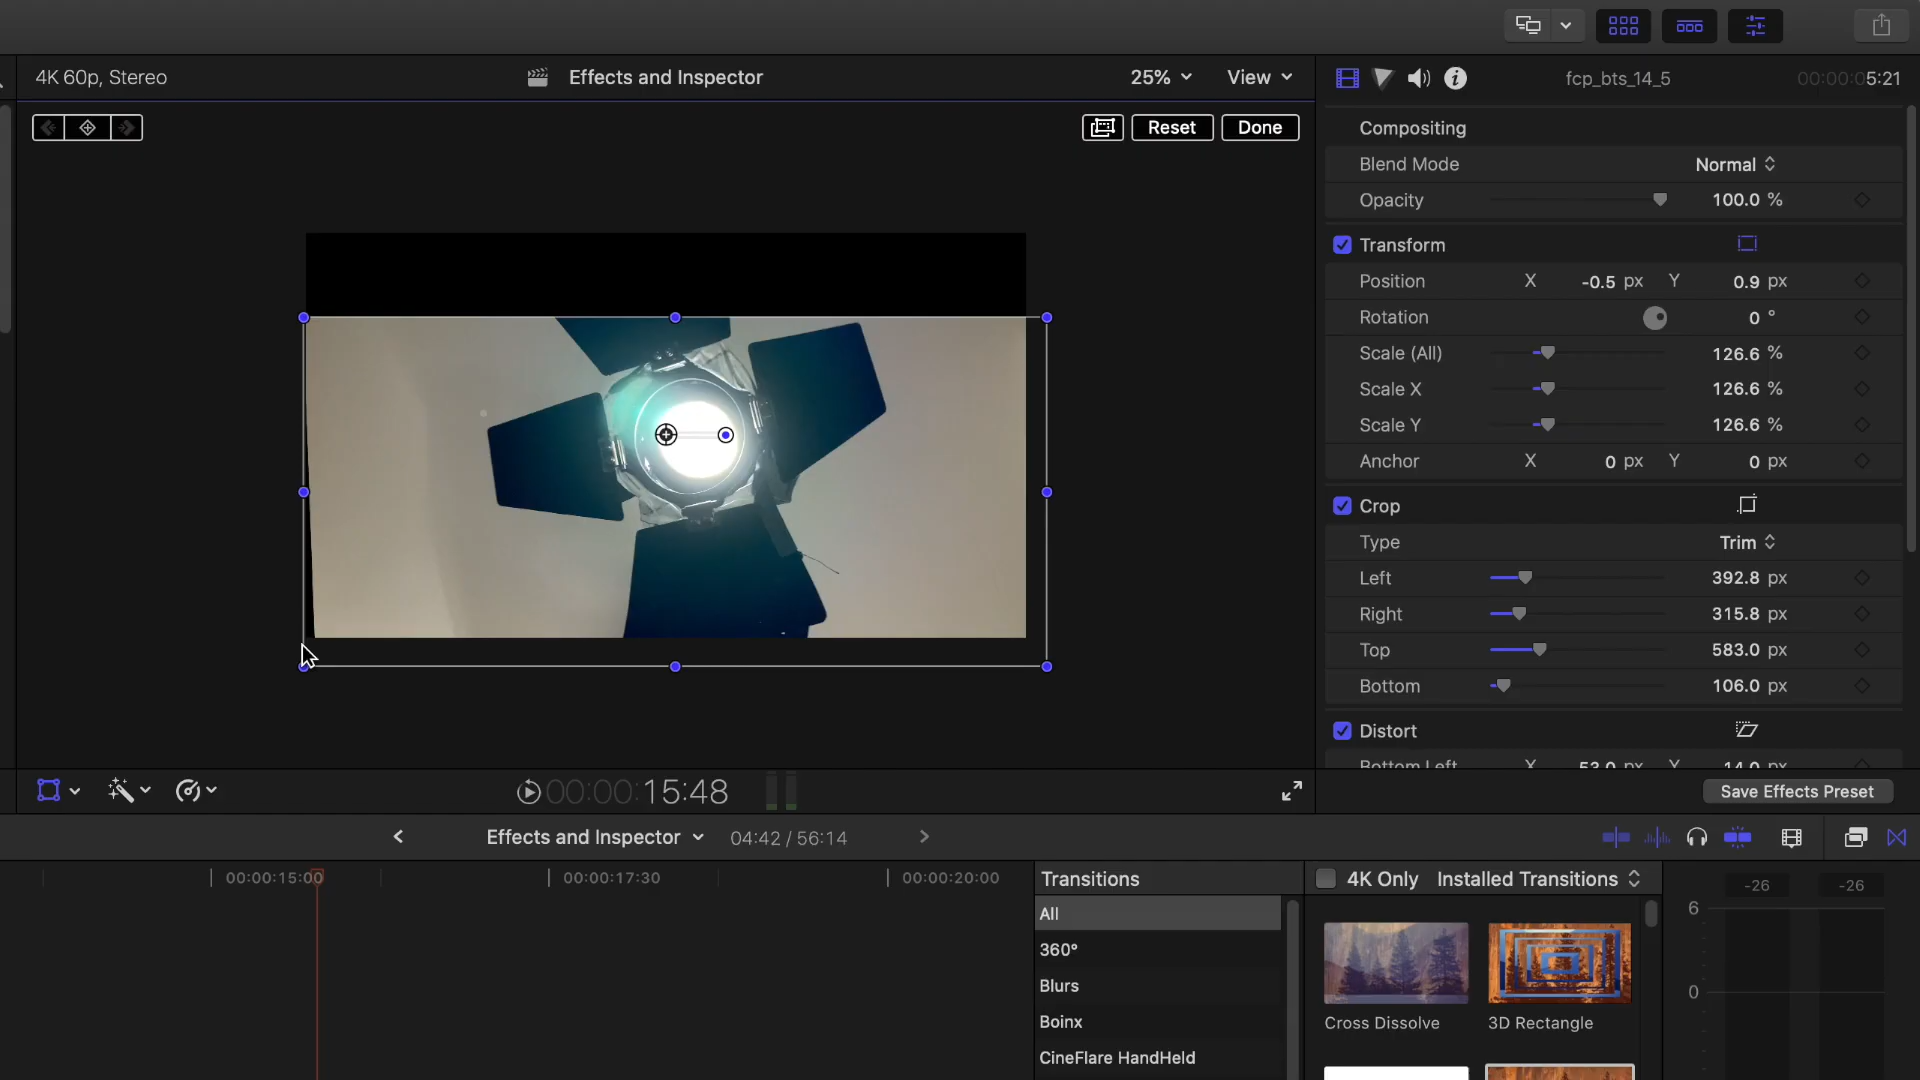 4K 60p, Stereo
Effects and Inspector
25%
View
fcp_bts_14_5
00:00:05:21
Reset
Done
Compositing
Blend Mode
Normal
Opacity
100.0 %
Transform
Position
X
-0.5 px
Y
0.9 px
Rotation
0 °
Scale (All)
126.6 %
Scale X
126.6 %
Scale Y
126.6 %
Anchor
X
0 px
Y
0 px
Crop
Type
Trim
Left
392.8 px
Right
315.8 px
Top
583.0 px
Bottom
106.0 px
Distort
Bottom Left
X
53.0 px
Y
14.0 px
00:00:15:48
Save Effects Preset
Effects and Inspector
04:42 / 56:14
00:00:15:00
00:00:17:30
00:00:20:00
Transitions
4K Only
Installed Transitions
-26
-26
All
6
360°
Blurs
0
Boinx
Cross Dissolve
3D Rectangle
CineFlare HandHeld